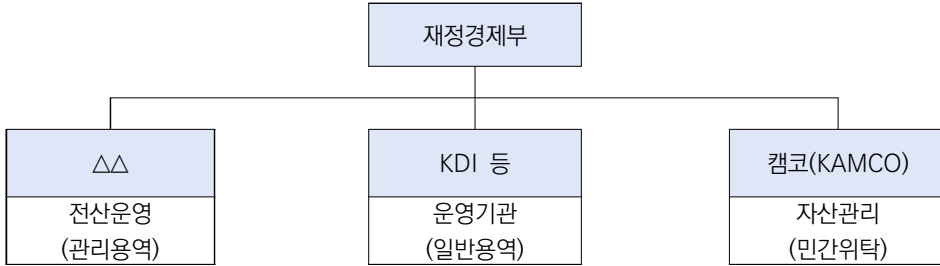 재정경제부
△△
KDI 등
캠코(KAMCO)
전산운영
(관리용역)
운영기관
(일반용역)
자산관리
(민간위탁)